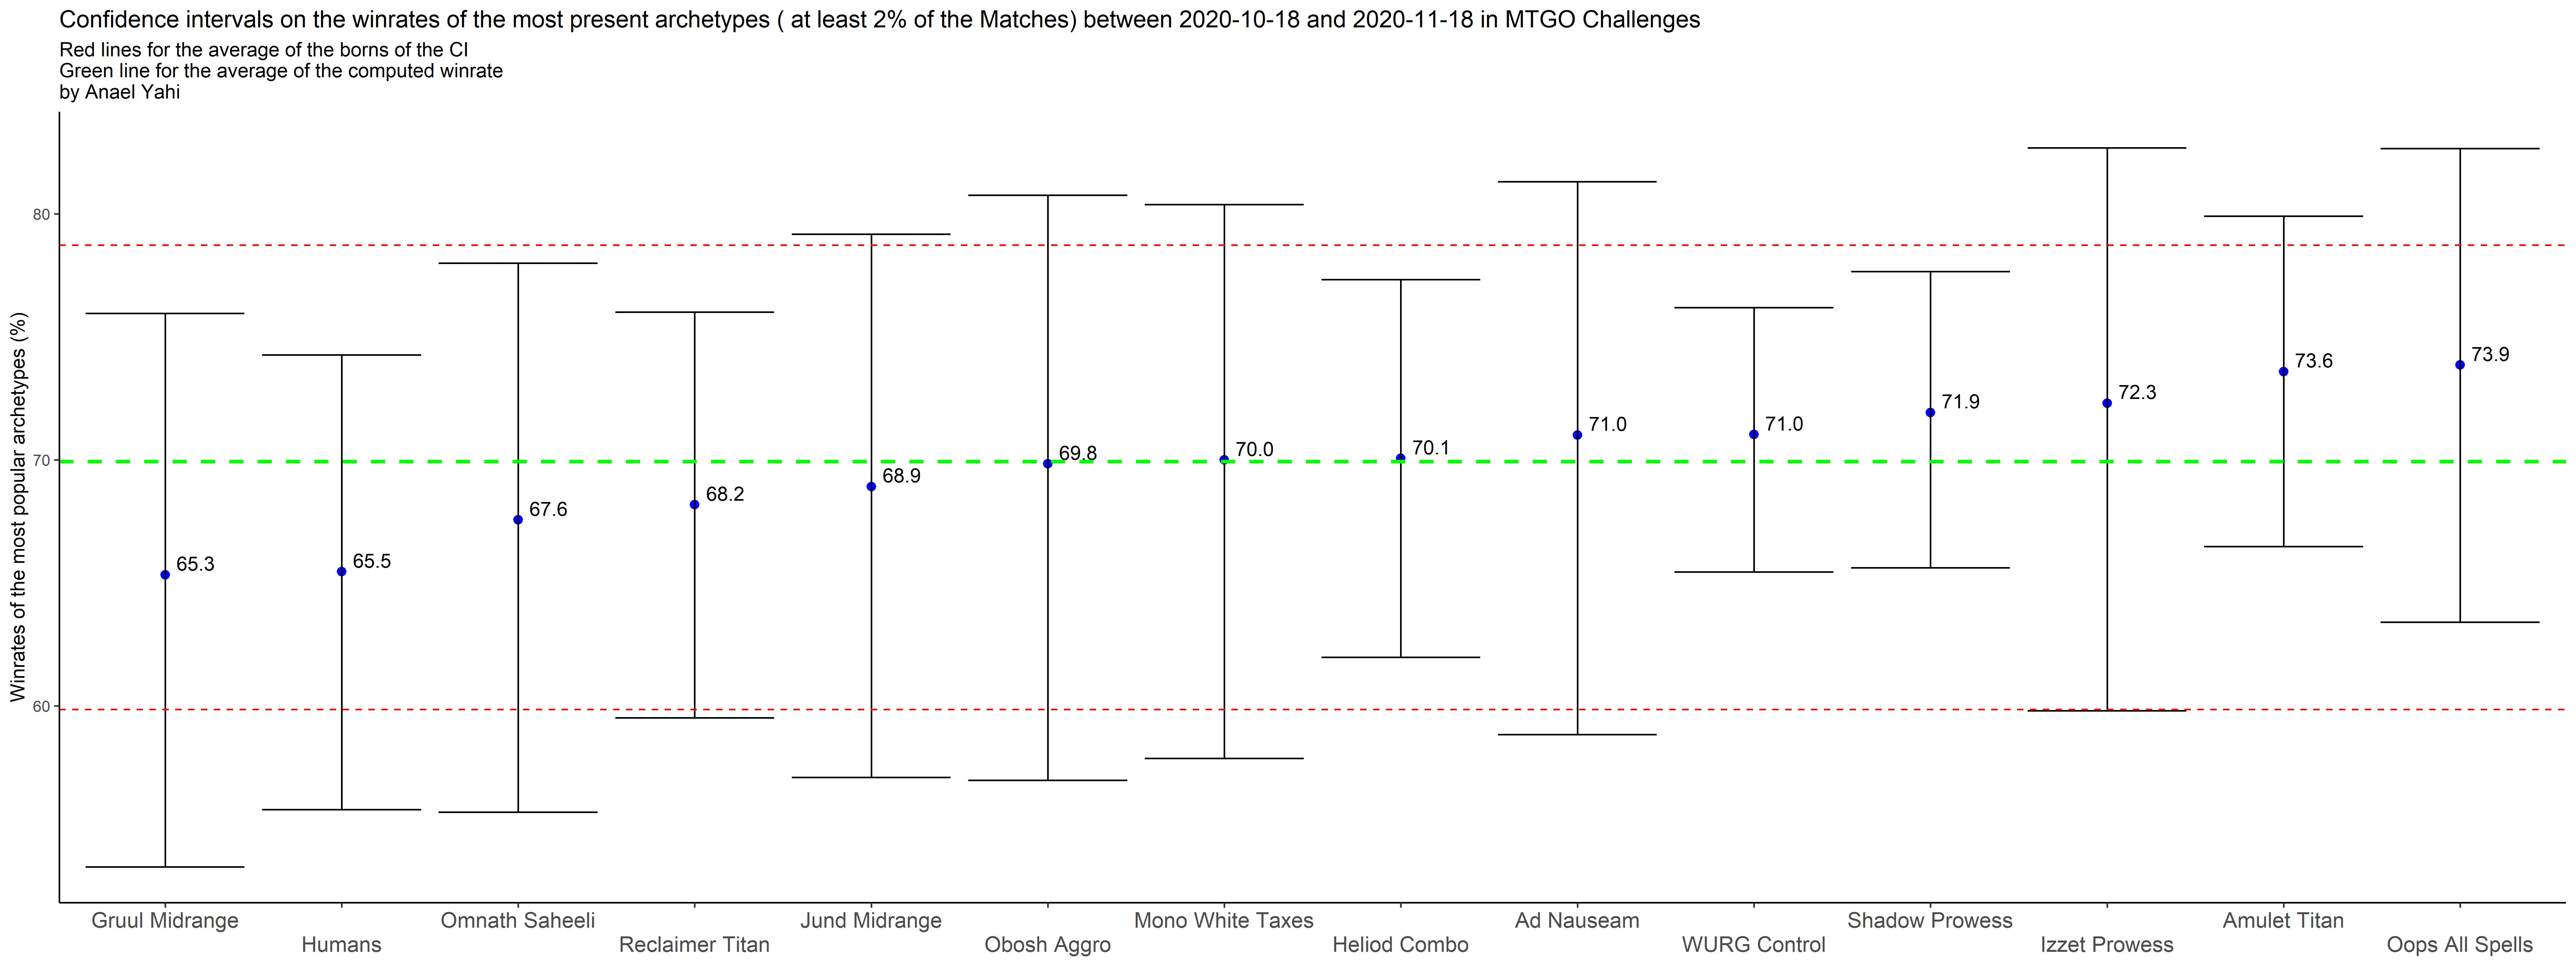 Confidence intervals on the winrates of the most present archetypes ( at least 2% of the Matches) between 2020-10-18 and 2020-11-18 in MTGO Challenges
Red lines for the average of the borns of the CI
Green line for the average of the computed winrate
by Anael Yahi
Winrates of the most popular archetypes (%)
80
70
60
65.3
65.5
67.6
68.2
68.9
69.8
70.0
70.1
71.0
71.0
71.9
72.3
73.6
73.9
Gruul Midrange
Humans
Omnath Saheeli
Reclaimer Titan
Jund Midrange
Obosh Aggro
Mono White Taxes
Heliod Combo
Ad Nauseam
WURG Control
Shadow Prowess
Izzet Prowess
Amulet Titan
Oops All Spells